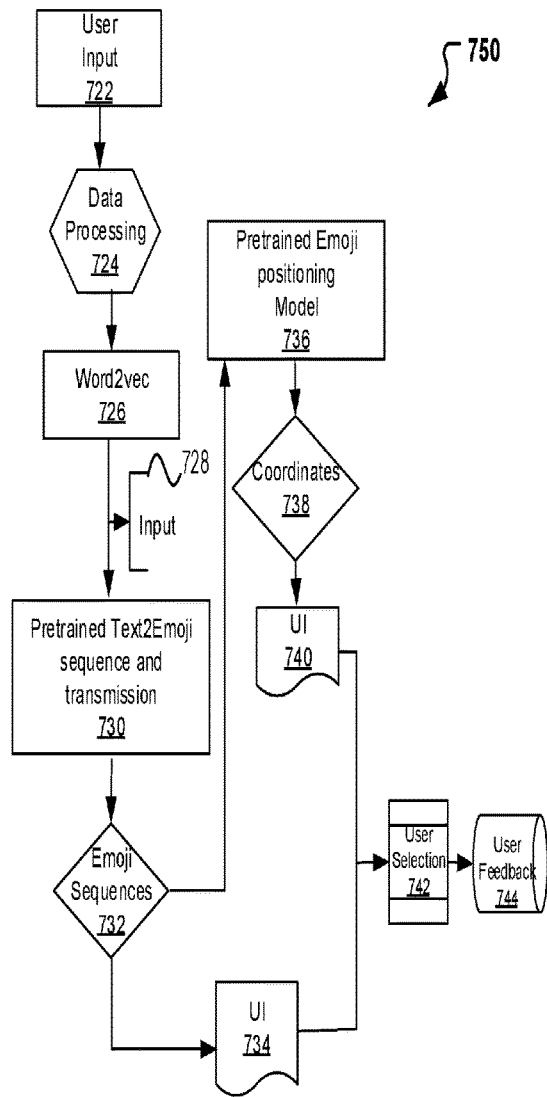 750
User
Input
722
Data
Processing
724
Word2vec
726
728
Input
Pretrained Text2Emoji
sequence and
transmission
730
Emoji
Sequences
732
UI
734
Pretrained Emoji
positioning
Model
736
Coordinates
738
UI
740
User
Selection
742
User
Feedback
744